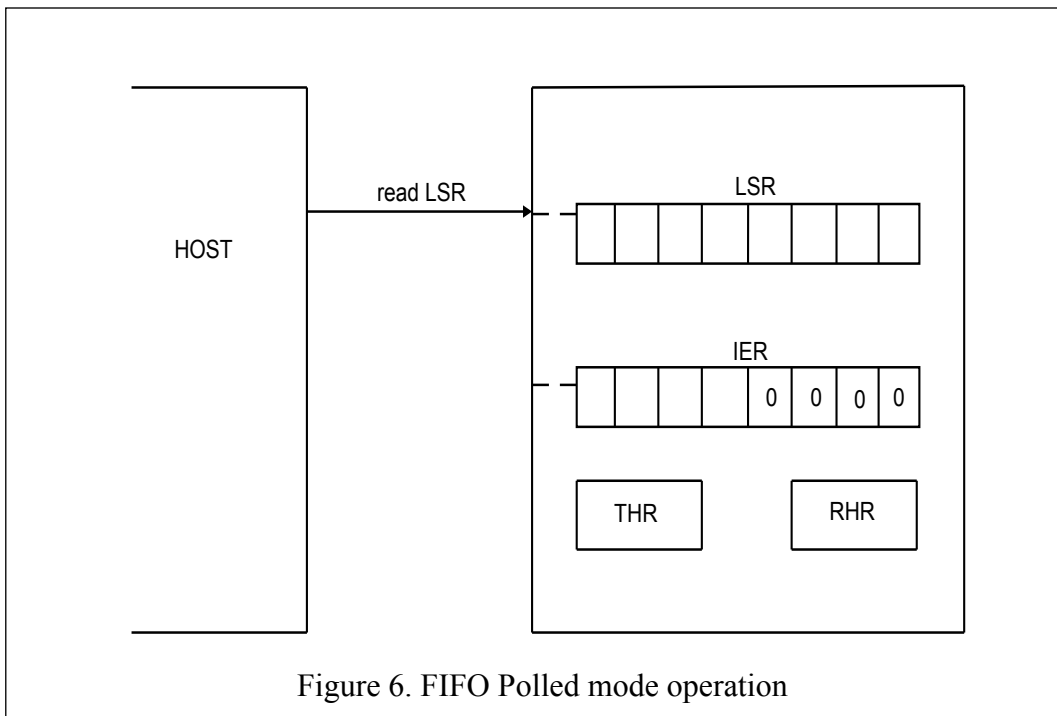 read LSR
LSR
HOST
IER
0 0 0 0
THR
RHR
Figure 6. FIFO Polled mode operation